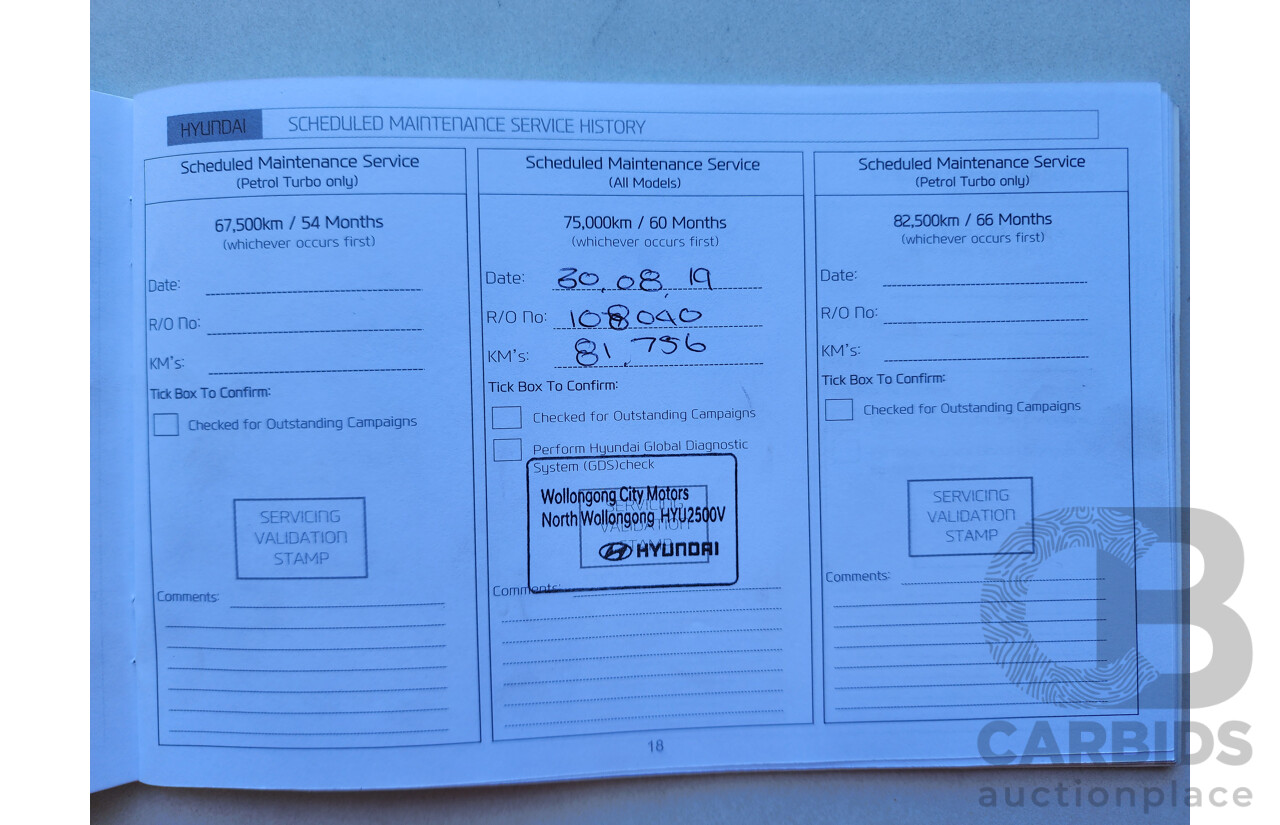 HYUNDAI SCHEDULED MAINTENANCE SERVICE HISTORY
Scheduled Maintenance Service
(Petrol Turbo only)
67,500km / 54 Months
(whichever occurs first)
Date:
R/O No:
KM's:
Tick Box To Confirm:
Checked for Outstanding Campaigns
SERVICING
VALIDATION
STAMP
Comments:
Scheduled Maintenance Service
(All Models)
75,000km / 60 Months
(whichever occurs first)
Date: 30.08.19
R/O No: 108040
KM's: 81,756
Tick Box To Confirm:
Checked for Outstanding Campaigns
Perform Hyundai Global Diagnostic
System (GDS)check
Wollongong City Motors
SERVICING
North Wollongong HYU2500V
VALIDATION
STAMP
HYUNDAI
Comments:
Scheduled Maintenance Service
(Petrol Turbo only)
82,500km / 66 Months
(whichever occurs first)
Date:
R/O No:
KM's:
Tick Box To Confirm:
Checked for Outstanding Campaigns
SERVICING
VALIDATION
STAMP
Comments:
18
CB
CARBIDS
auctionplace